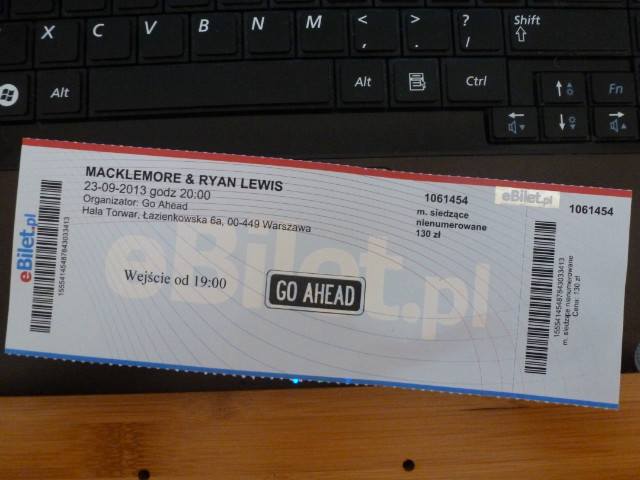 X C V B N M < , > . ? / Shift
Alt Alt Ctrl
Fn
MACKLEMORE & RYAN LEWIS
23-09-2013 godz 20:00
Organizator: Go Ahead
Hala Torwar, Łazienkowska 6a, 00-449 Warszawa
Wejście od 19:00
GO AHEAD
eBilet.pl
1061454
m. siedzące
nienumerowane
130 zł
eBilet.pl
1061454
eBilet.pl
15554145487843033413
15554145487843033413
m. siedzące nienumerowane
Cena: 130 zł